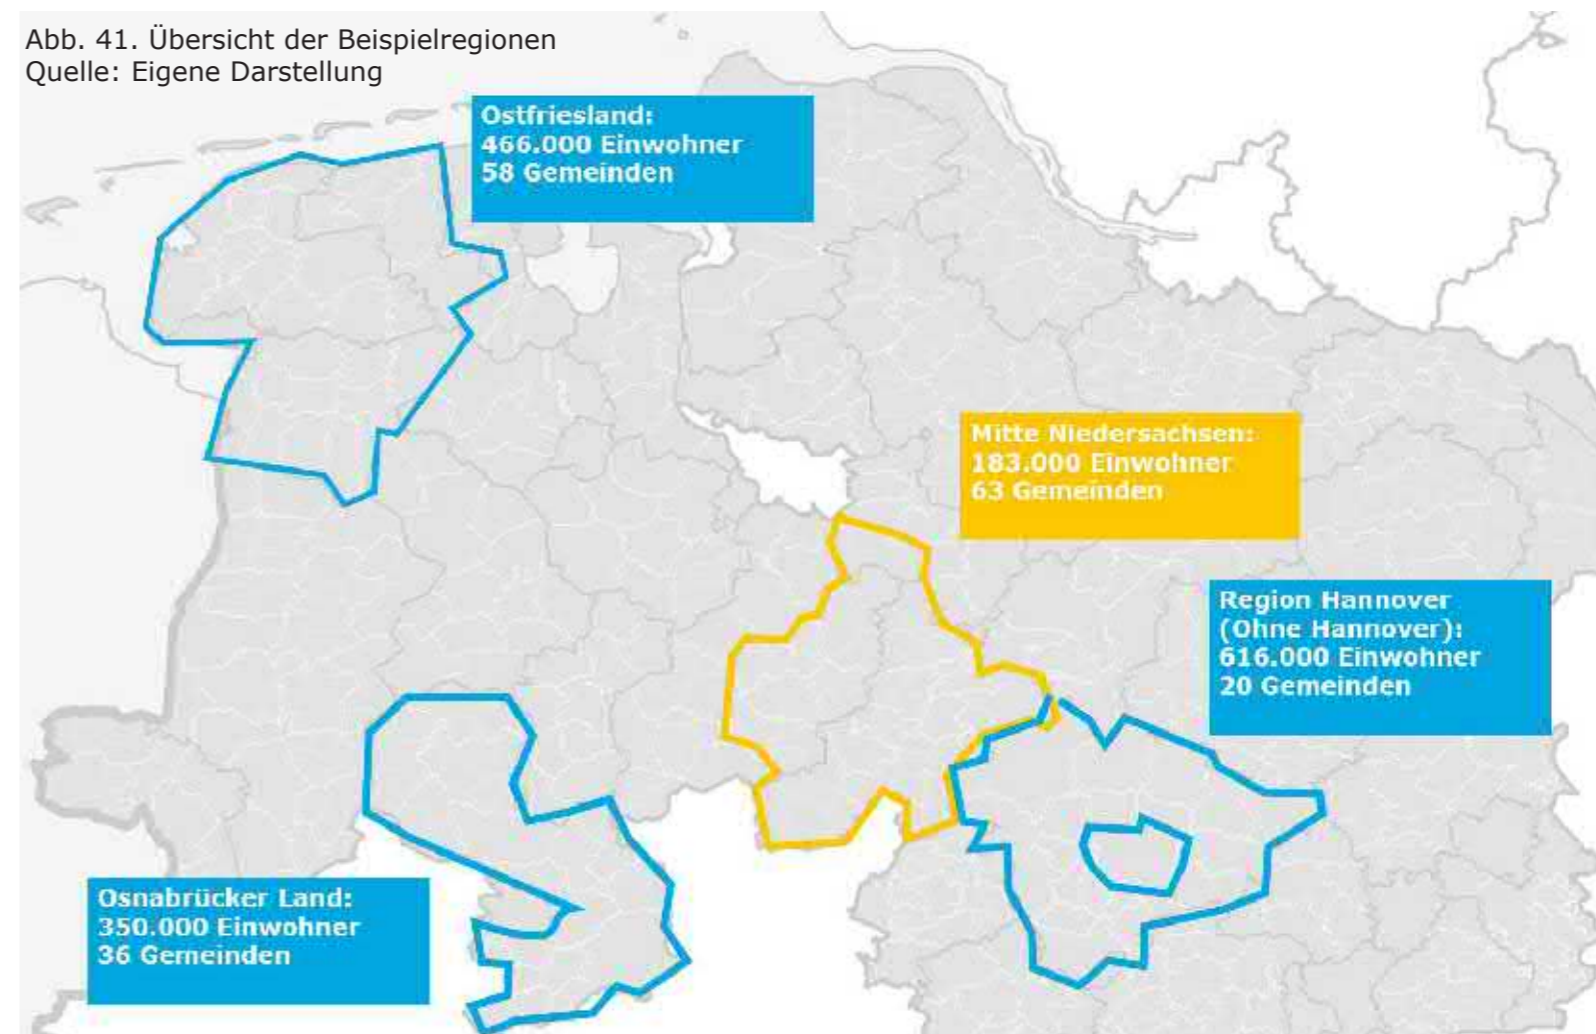 Abb. 41. Übersicht der Beispielregionen
Quelle: Eigene Darstellung
Ostfriesland:
466.000 Einwohner
58 Gemeinden
Mitte Niedersachsen:
183.000 Einwohner
63 Gemeinden
Region Hannover
(Ohne Hannover):
616.000 Einwohner
20 Gemeinden
Osnabrücker Land:
350.000 Einwohner
36 Gemeinden